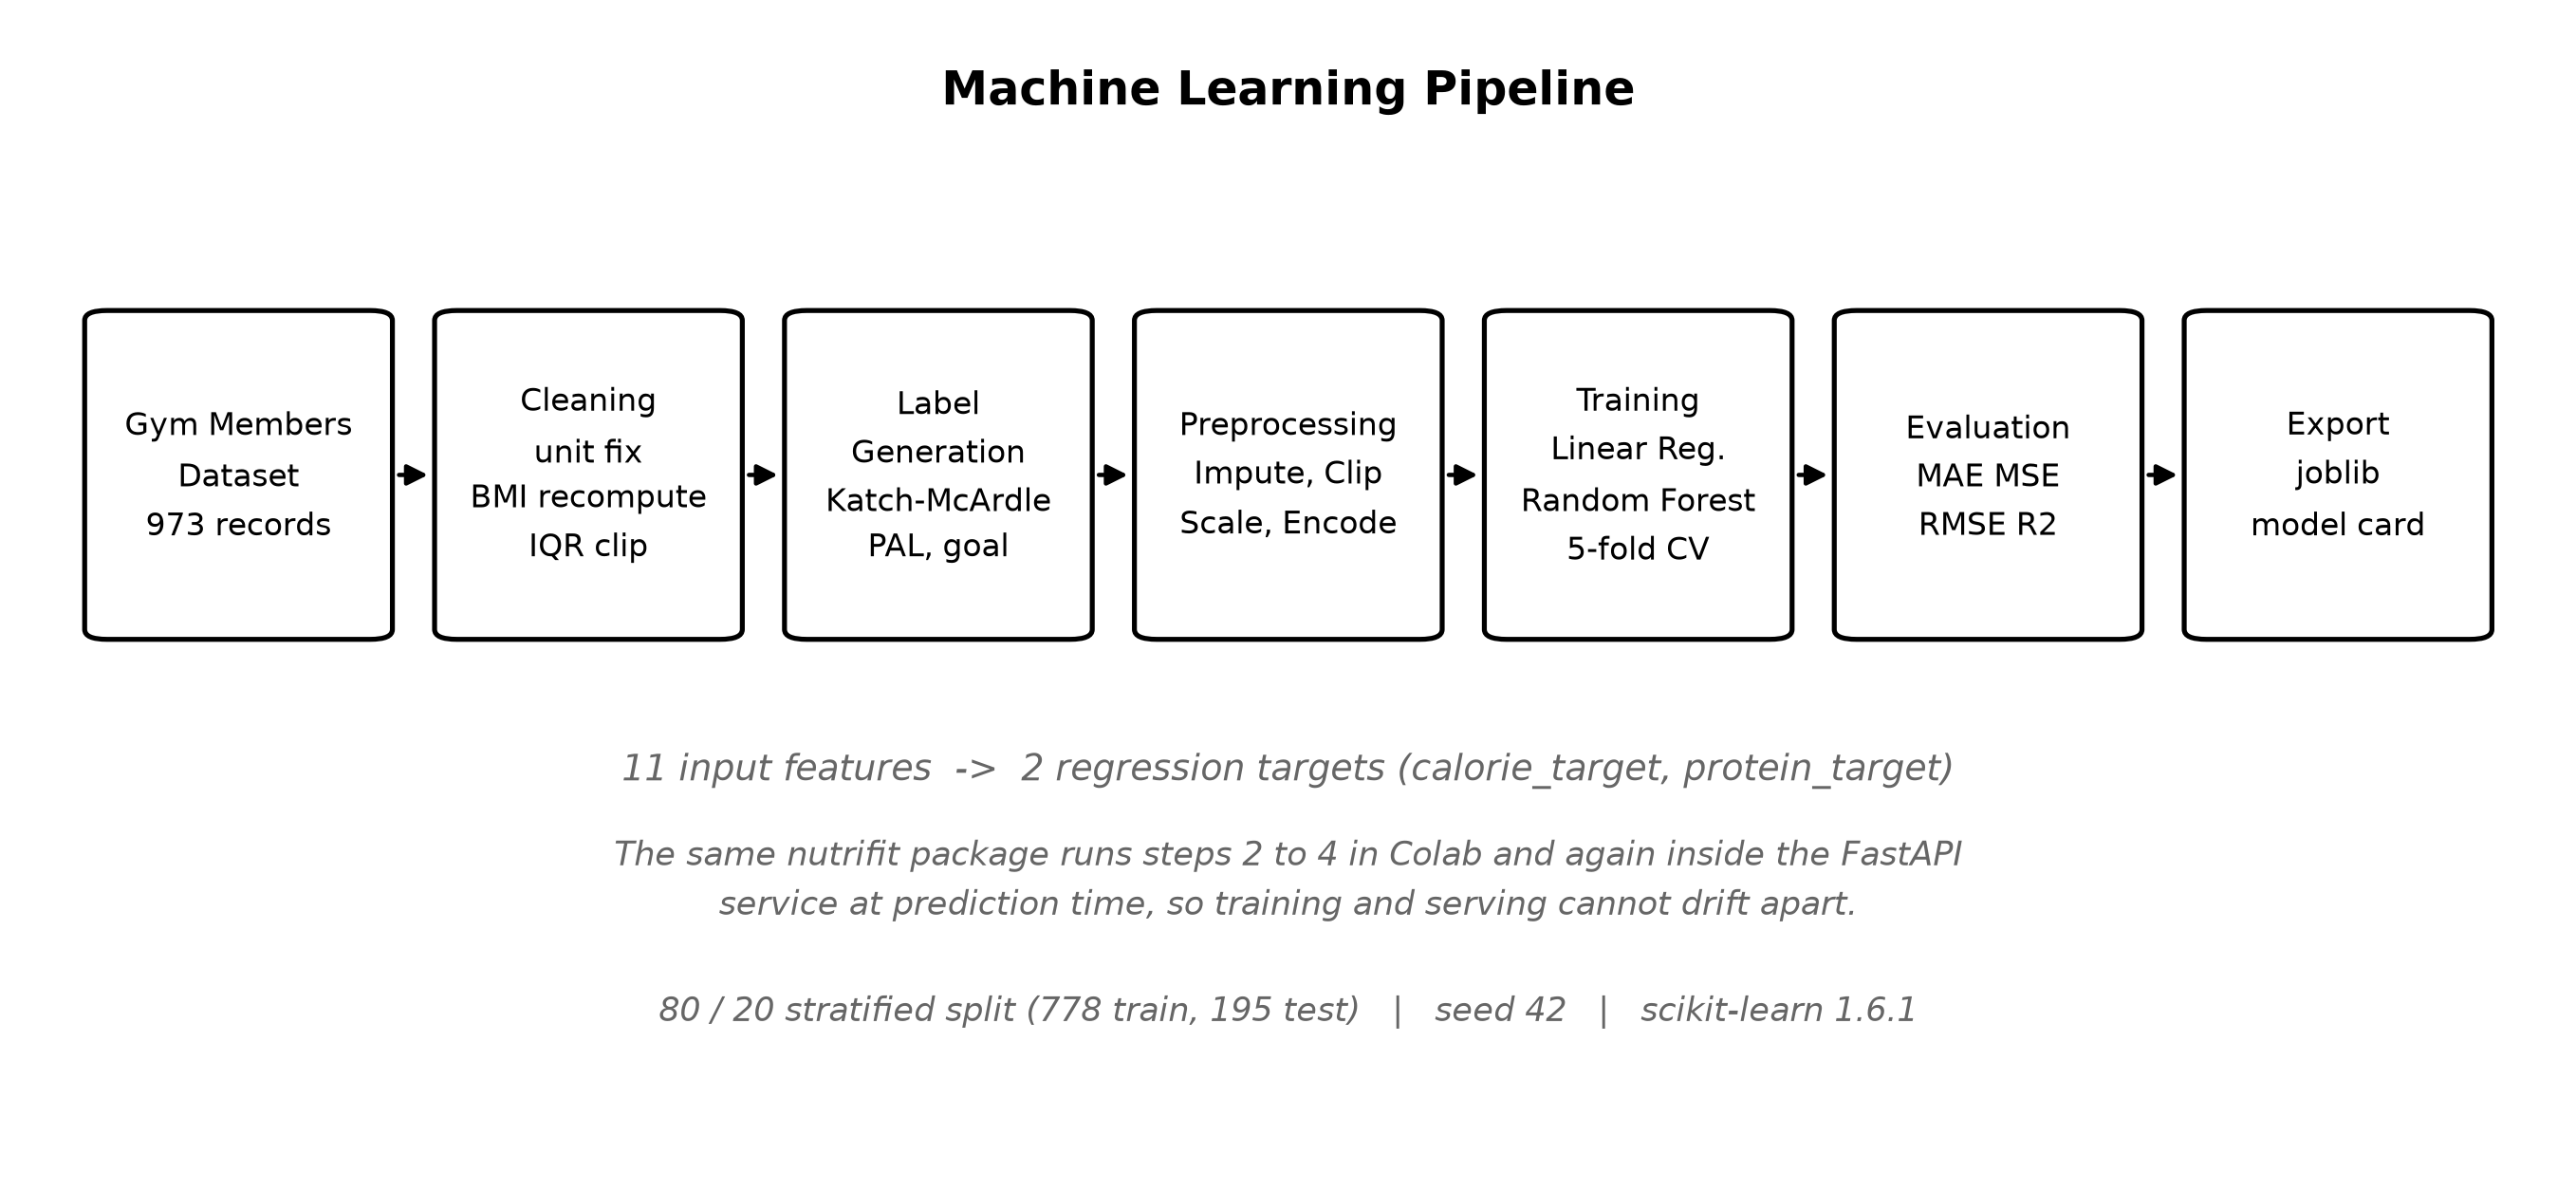 Machine Learning Pipeline
Gym Members
Dataset
973 records
Cleaning
unit fix
BMI recompute
IQR clip
Label
Generation
Katch-McArdle
PAL, goal
Preprocessing
Impute, Clip
Scale, Encode
Training
Linear Reg.
Random Forest
5-fold CV
Evaluation
MAE MSE
RMSE R2
Export
joblib
model card
11 input features -> 2 regression targets (calorie_target, protein_target)
The same nutrifit package runs steps 2 to 4 in Colab and again inside the FastAPI
service at prediction time, so training and serving cannot drift apart.
80 / 20 stratified split (778 train, 195 test) | seed 42 | scikit-learn 1.6.1